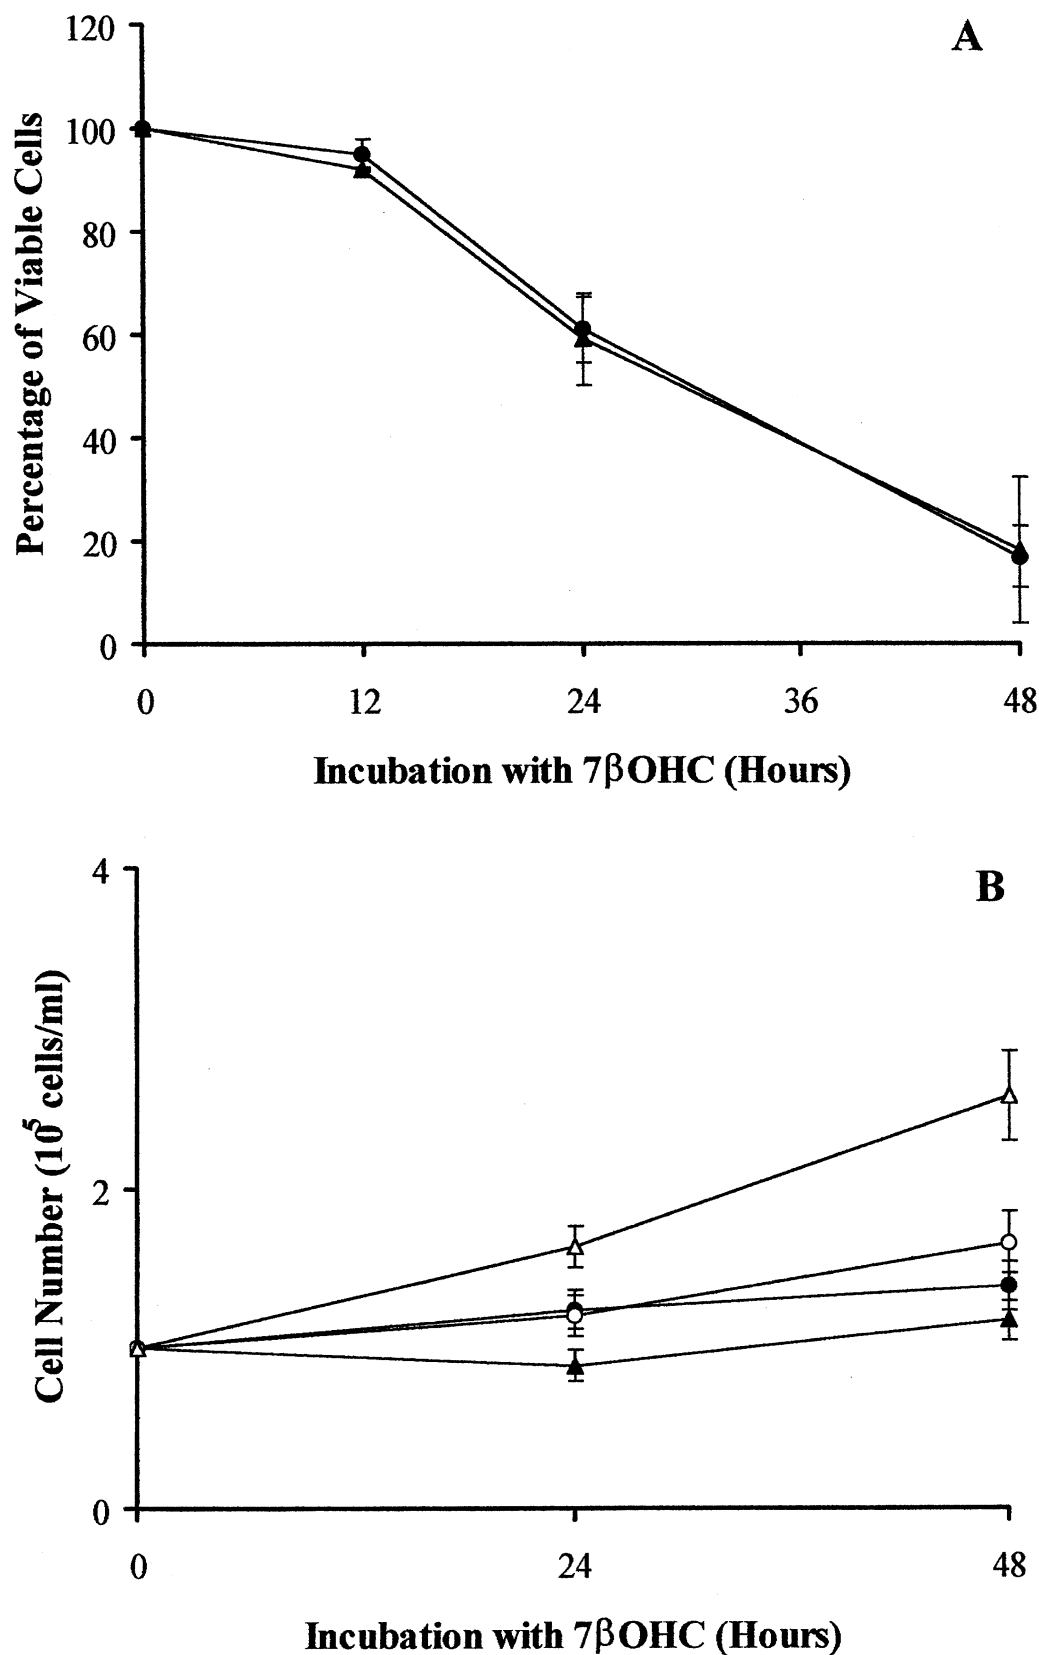 A
120
100
80
60
40
20
0
Percentage of Viable Cells
0 12 24 36 48
Incubation with 7βOHC (Hours)
B
4
2
0
Cell Number (10⁵ cells/ml)
0 24 48
Incubation with 7βOHC (Hours)